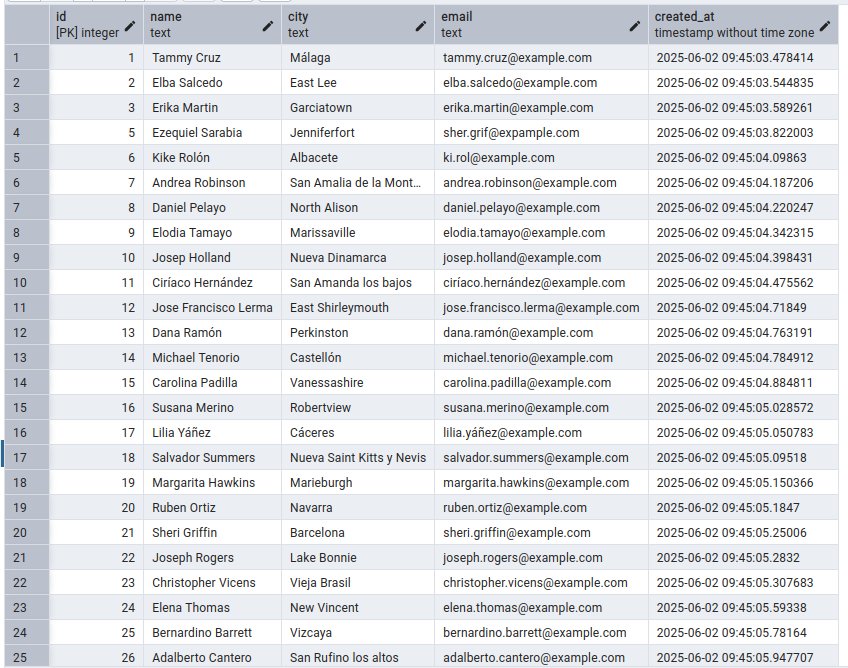 id name city email created_at
[PK] integer text text text timestamp without time zone
1 1 Tammy Cruz Málaga tammy.cruz@example.com 2025-06-02 09:45:03.478414
2 2 Elba Salcedo East Lee elba.salcedo@example.com 2025-06-02 09:45:03.544835
3 3 Erika Martin Garciatown erika.martin@example.com 2025-06-02 09:45:03.589261
4 5 Ezequiel Sarabia Jenniferfort sher.grif@expample.com 2025-06-02 09:45:03.822003
5 6 Kike Rolón Albacete ki.rol@example.com 2025-06-02 09:45:04.09863
6 7 Andrea Robinson San Amalia de la Mont... andrea.robinson@example.com 2025-06-02 09:45:04.187206
7 8 Daniel Pelayo North Alison daniel.pelayo@example.com 2025-06-02 09:45:04.220247
8 9 Elodia Tamayo Marissaville elodia.tamayo@example.com 2025-06-02 09:45:04.342315
9 10 Josep Holland Nueva Dinamarca josep.holland@example.com 2025-06-02 09:45:04.398431
10 11 Ciríaco Hernández San Amanda los bajos ciríaco.hernández@example.com 2025-06-02 09:45:04.475562
11 12 Jose Francisco Lerma East Shirleymouth jose.francisco.lerma@example.com 2025-06-02 09:45:04.71849
12 13 Dana Ramón Perkinston dana.ramón@example.com 2025-06-02 09:45:04.763191
13 14 Michael Tenorio Castellón michael.tenorio@example.com 2025-06-02 09:45:04.784912
14 15 Carolina Padilla Vanessashire carolina.padilla@example.com 2025-06-02 09:45:04.884811
15 16 Susana Merino Robertview susana.merino@example.com 2025-06-02 09:45:05.028572
16 17 Lilia Yáñez Cáceres lilia.yáñez@example.com 2025-06-02 09:45:05.050783
17 18 Salvador Summers Nueva Saint Kitts y Nevis salvador.summers@example.com 2025-06-02 09:45:05.09518
18 19 Margarita Hawkins Marieburgh margarita.hawkins@example.com 2025-06-02 09:45:05.150366
19 20 Ruben Ortiz Navarra ruben.ortiz@example.com 2025-06-02 09:45:05.1847
20 21 Sheri Griffin Barcelona sheri.griffin@example.com 2025-06-02 09:45:05.25006
21 22 Joseph Rogers Lake Bonnie joseph.rogers@example.com 2025-06-02 09:45:05.2832
22 23 Christopher Vicens Vieja Brasil christopher.vicens@example.com 2025-06-02 09:45:05.307683
23 24 Elena Thomas New Vincent elena.thomas@example.com 2025-06-02 09:45:05.59338
24 25 Bernardino Barrett Vizcaya bernardino.barrett@example.com 2025-06-02 09:45:05.78164
25 26 Adalberto Cantero San Rufino los altos adalberto.cantero@example.com 2025-06-02 09:45:05.947707